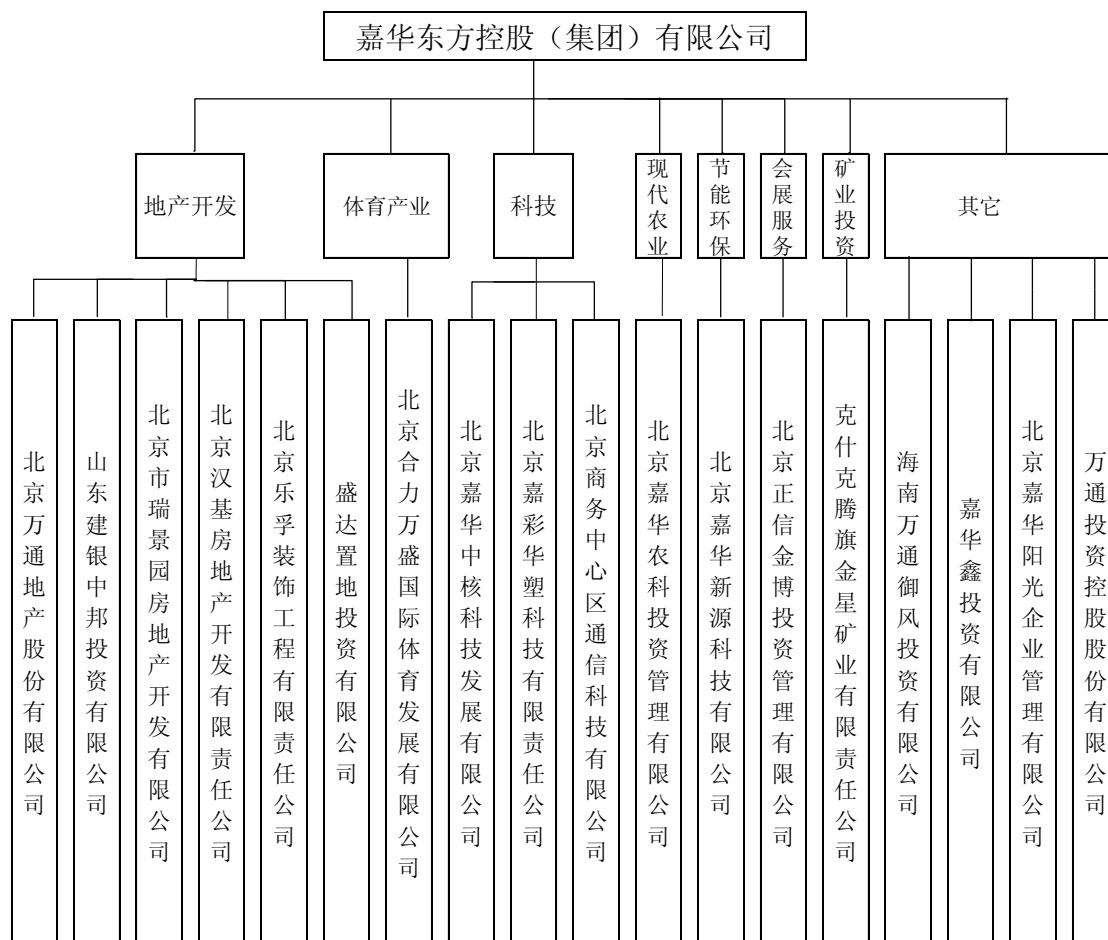 嘉华东方控股（集团）有限公司
地产开发
体育产业
科技
现代农业
节能环保
会展服务
矿业投资
其它
北京万通地产股份有限公司
山东建银中邦投资有限公司
北京市瑞景园房地产开发有限公司
北京汉基房地产开发有限责任公司
北京乐孚装饰工程有限责任公司
盛达置地投资有限公司
北京合力万盛国际体育发展有限公司
北京嘉华中核科技发展有限公司
北京嘉彩华塑科技有限责任公司
北京商务中心区通信科技有限公司
北京嘉华农科投资管理有限公司
北京嘉华新源科技有限公司
北京正信金博投资管理有限公司
克什克腾旗金星矿业有限责任公司
海南万通御风投资有限公司
嘉华鑫投资有限公司
北京嘉华阳光企业管理有限公司
万通投资控股股份有限公司